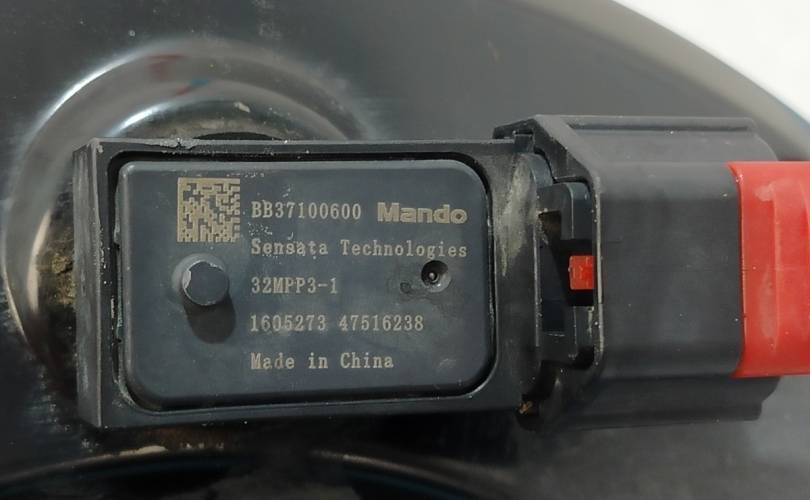 BB37100600 Mando
Sensata Technologies
32MPP3-1
1605273 47516238
Made in China